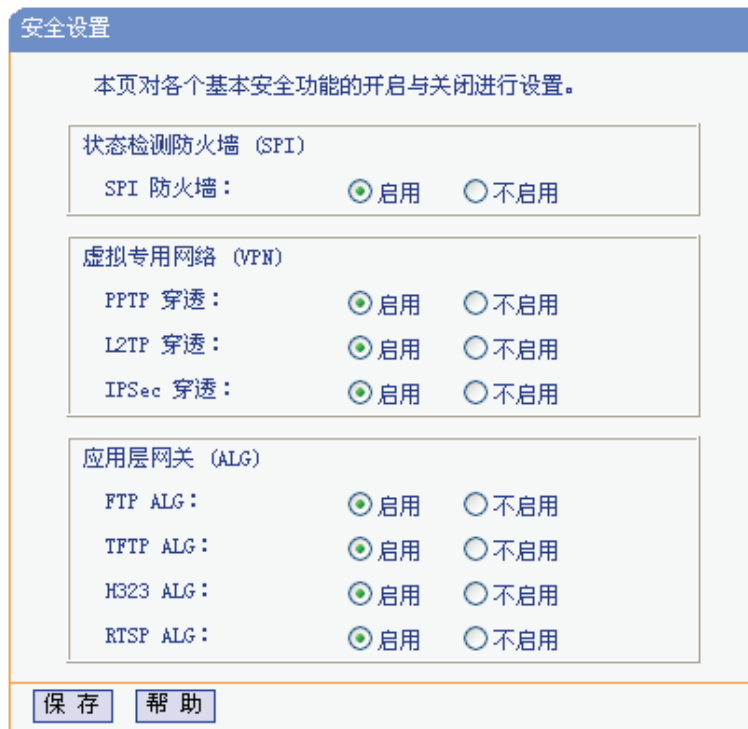 安全设置
本页对各个基本安全功能的开启与关闭进行设置。
状态检测防火墙 (SPI)
SPI 防火墙： 启用 不启用
虚拟专用网络 (VPN)
PPTP 穿透： 启用 不启用
L2TP 穿透： 启用 不启用
IPSec 穿透： 启用 不启用
应用层网关 (ALG)
FTP ALG： 启用 不启用
TFTP ALG： 启用 不启用
H323 ALG： 启用 不启用
RTSP ALG： 启用 不启用
保 存 帮 助